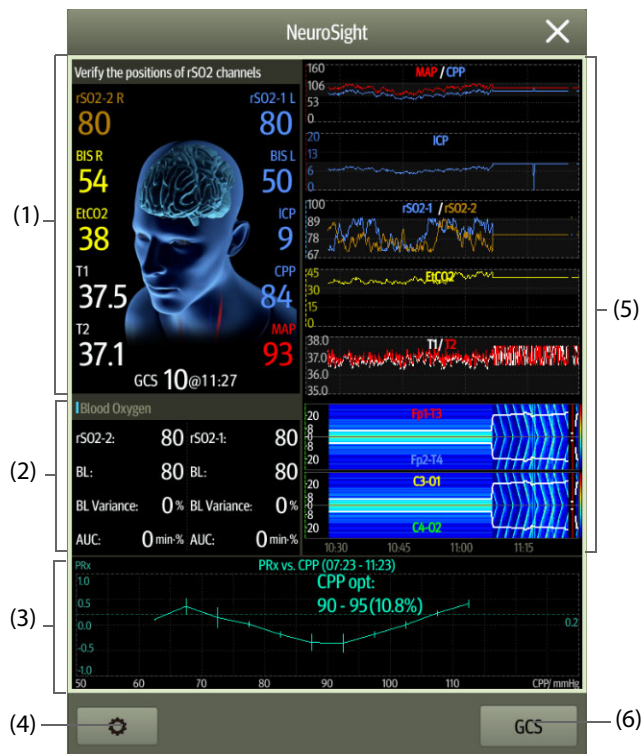 NeuroSight
(1)
Verify the positions of rSO2 channels
rSO2-2 R
80
rSO2-1 L
80
BIS R
54
BIS L
50
EtCO2
38
ICP
9
T1
37.5
CPP
84
T2
37.1
MAP
93
GCS 10@11:27
(2)
Blood Oxygen
rSO2-2: 80 rSO2-1: 80
BL: 80 BL: 80
BL Variance: 0 % BL Variance: 0 %
AUC: 0 min·% AUC: 0 min·%
(5)
160
MAP / CPP
106
53
0
20
ICP
13
6
0
100
rSO2-1 / rSO2-2
89
78
67
45
EtCO2
30
15
0
38.0
T1/ T2
37.0
36.0
35.0
20
Fp1-T3
8
8
20
Fp2-T4
20
C3-O1
8
8
20
C4-O2
10:30 10:45 11:00 11:15
(3)
PRx
PRx vs. CPP (07:23 - 11:23)
CPP opt:
90 - 95(10.8%)
1.0
0.5
0.2
0.0
-0.5
-1.0
50 60 70 80 90 100 110 CPP/ mmHg
(4)
GCS
(6)